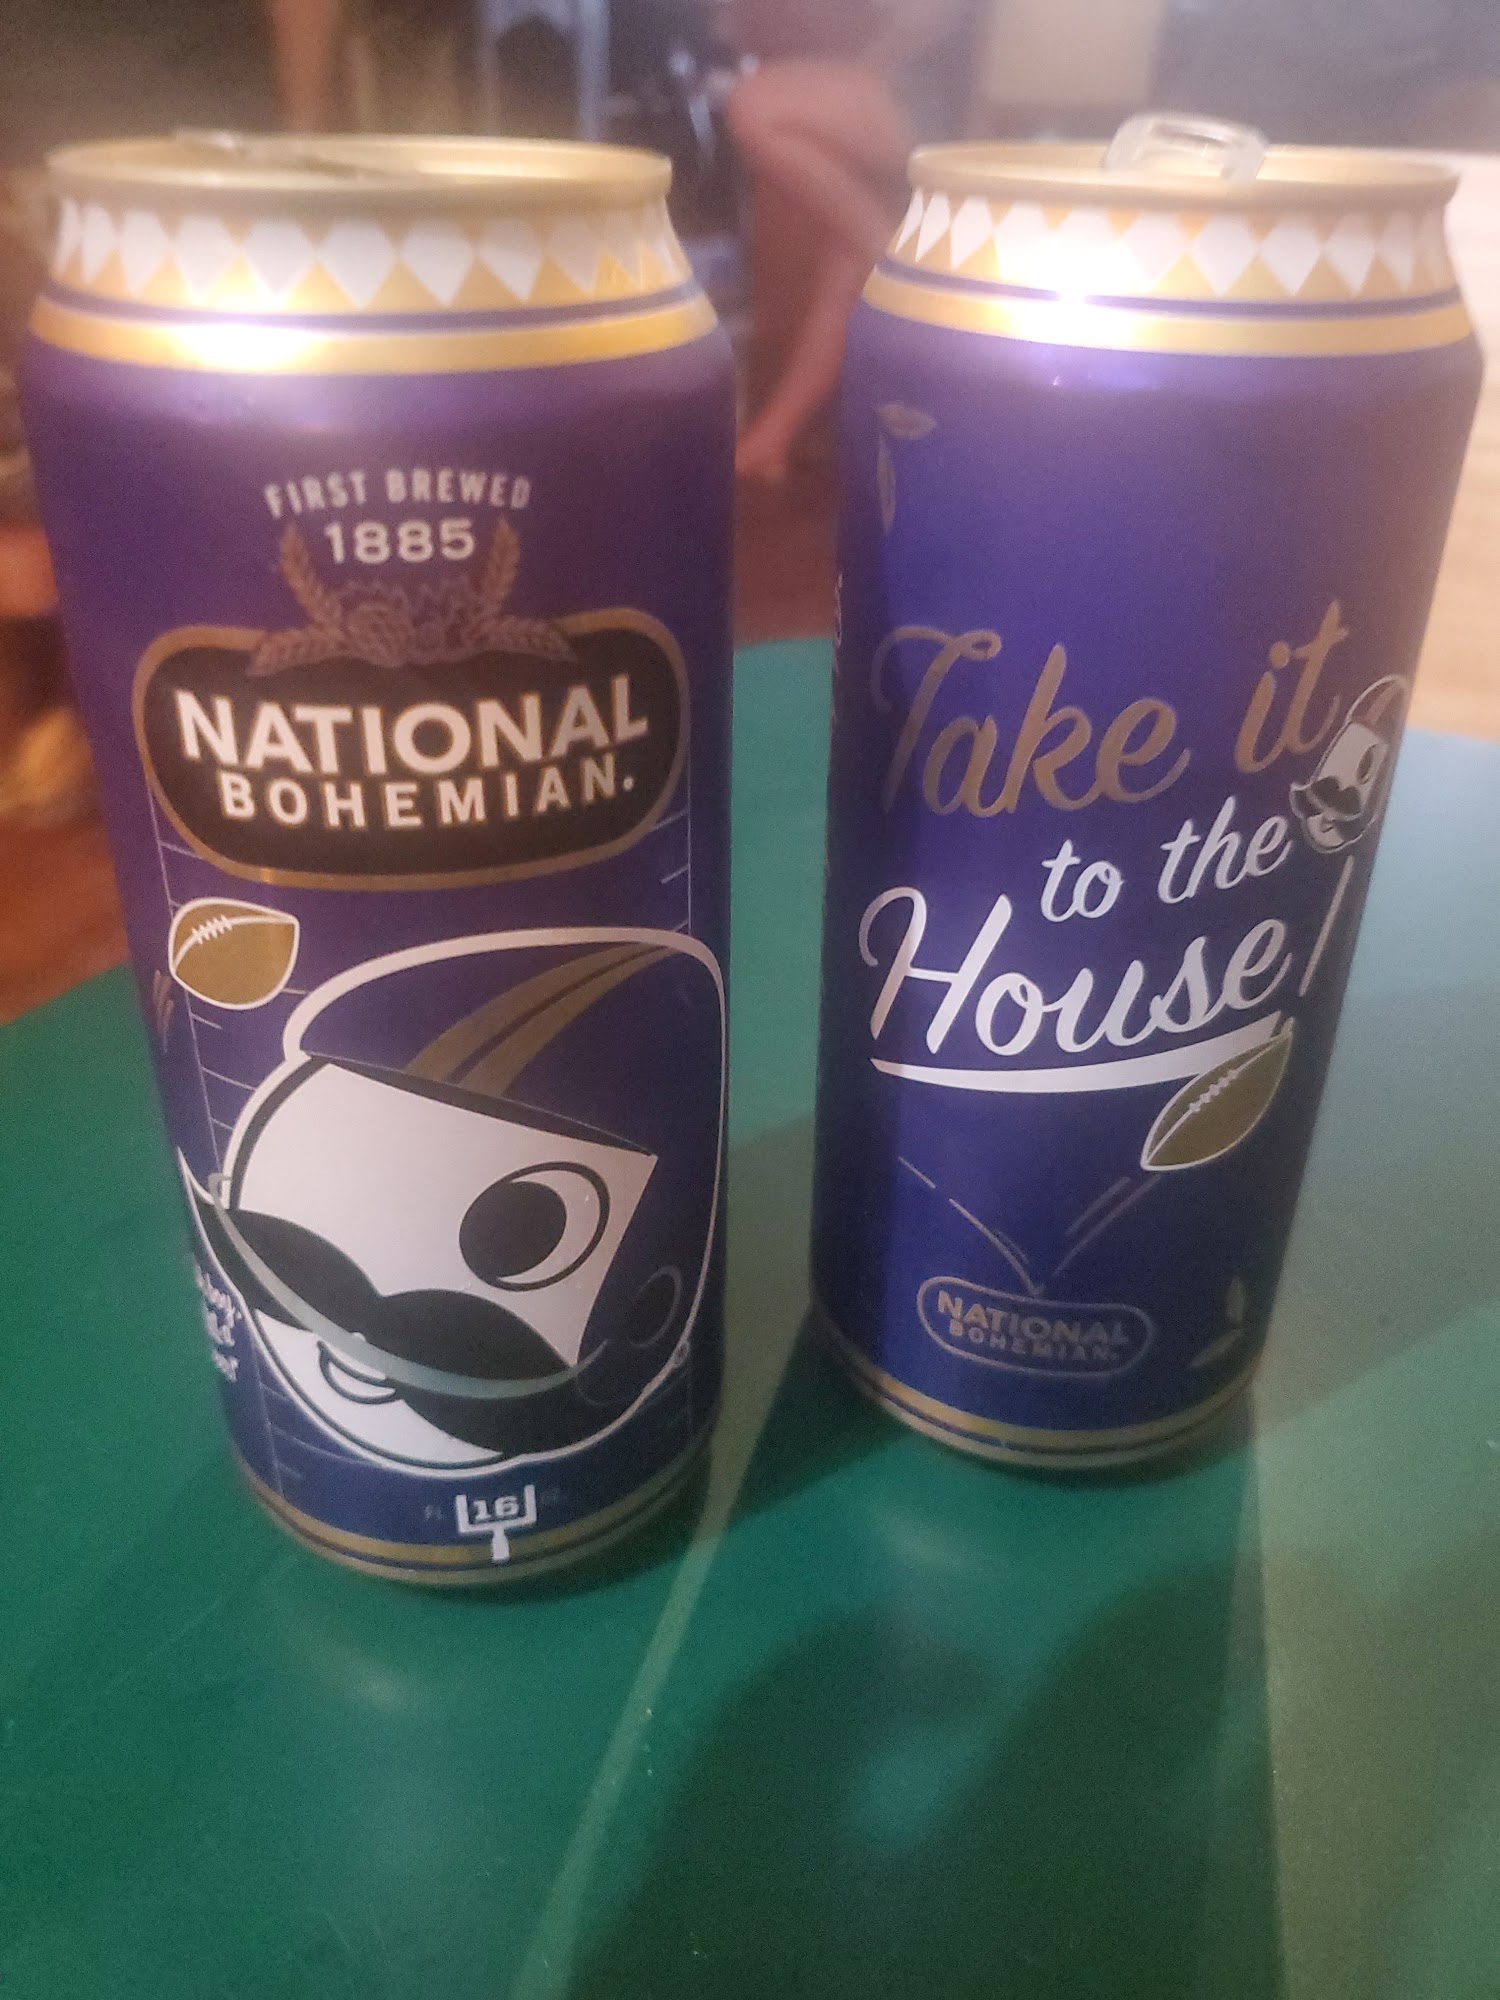 FIRST BREWED
1885
NATIONAL
BOHEMIAN.
16
Take it
to the
House!
NATIONAL
BOHEMIAN.